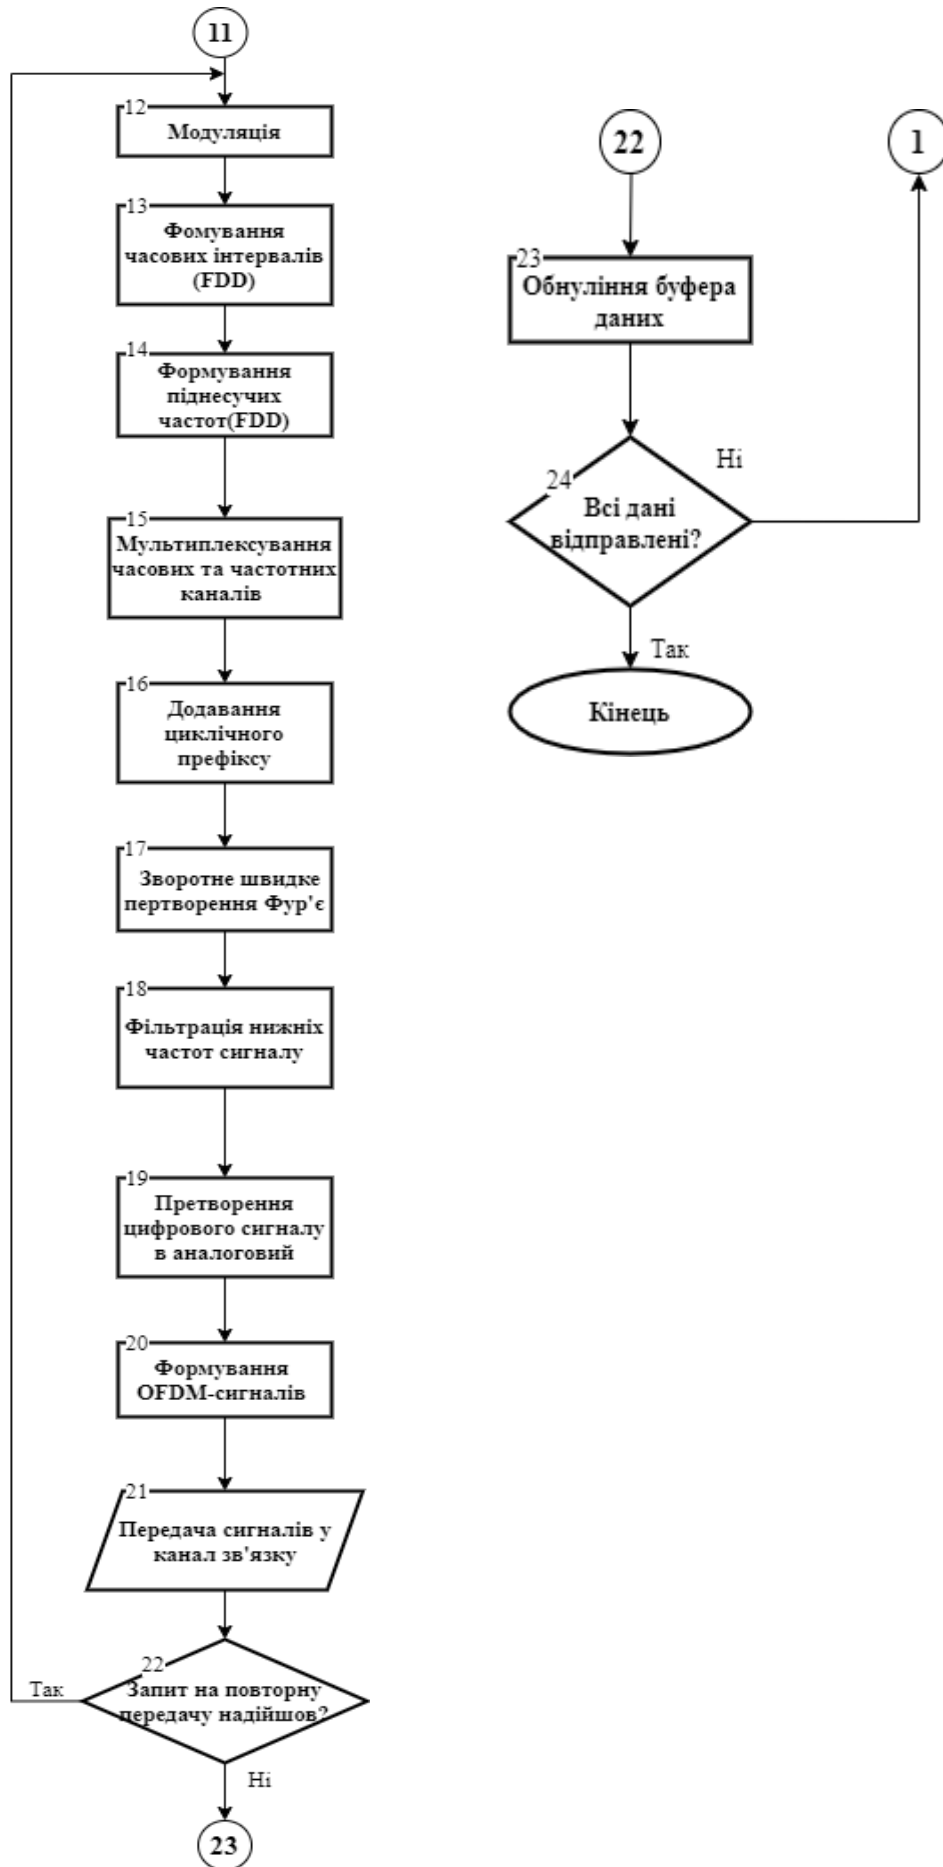 11
12
Модуляція
13
Фомування
часових інтервалів
(FDD)
14
Формування
піднесучих
частот(FDD)
15
Мультиплексування
часових та частотних
каналів
16
Додавання
циклічного
префіксу
17
Зворотне швидке
пертворення Фур'є
18
Фільтрація нижніх
частот сигналу
19
Претворення
цифрового сигналу
в аналоговий
20
Формування
OFDM-сигналів
21
Передача сигналів у
канал зв'язку
22
Запит на повторну
передачу надійшов?
Так
Ні
23
22
23
Обнуління буфера
даних
24
Всі дані
відправлені?
Ні
Так
Кінець
1